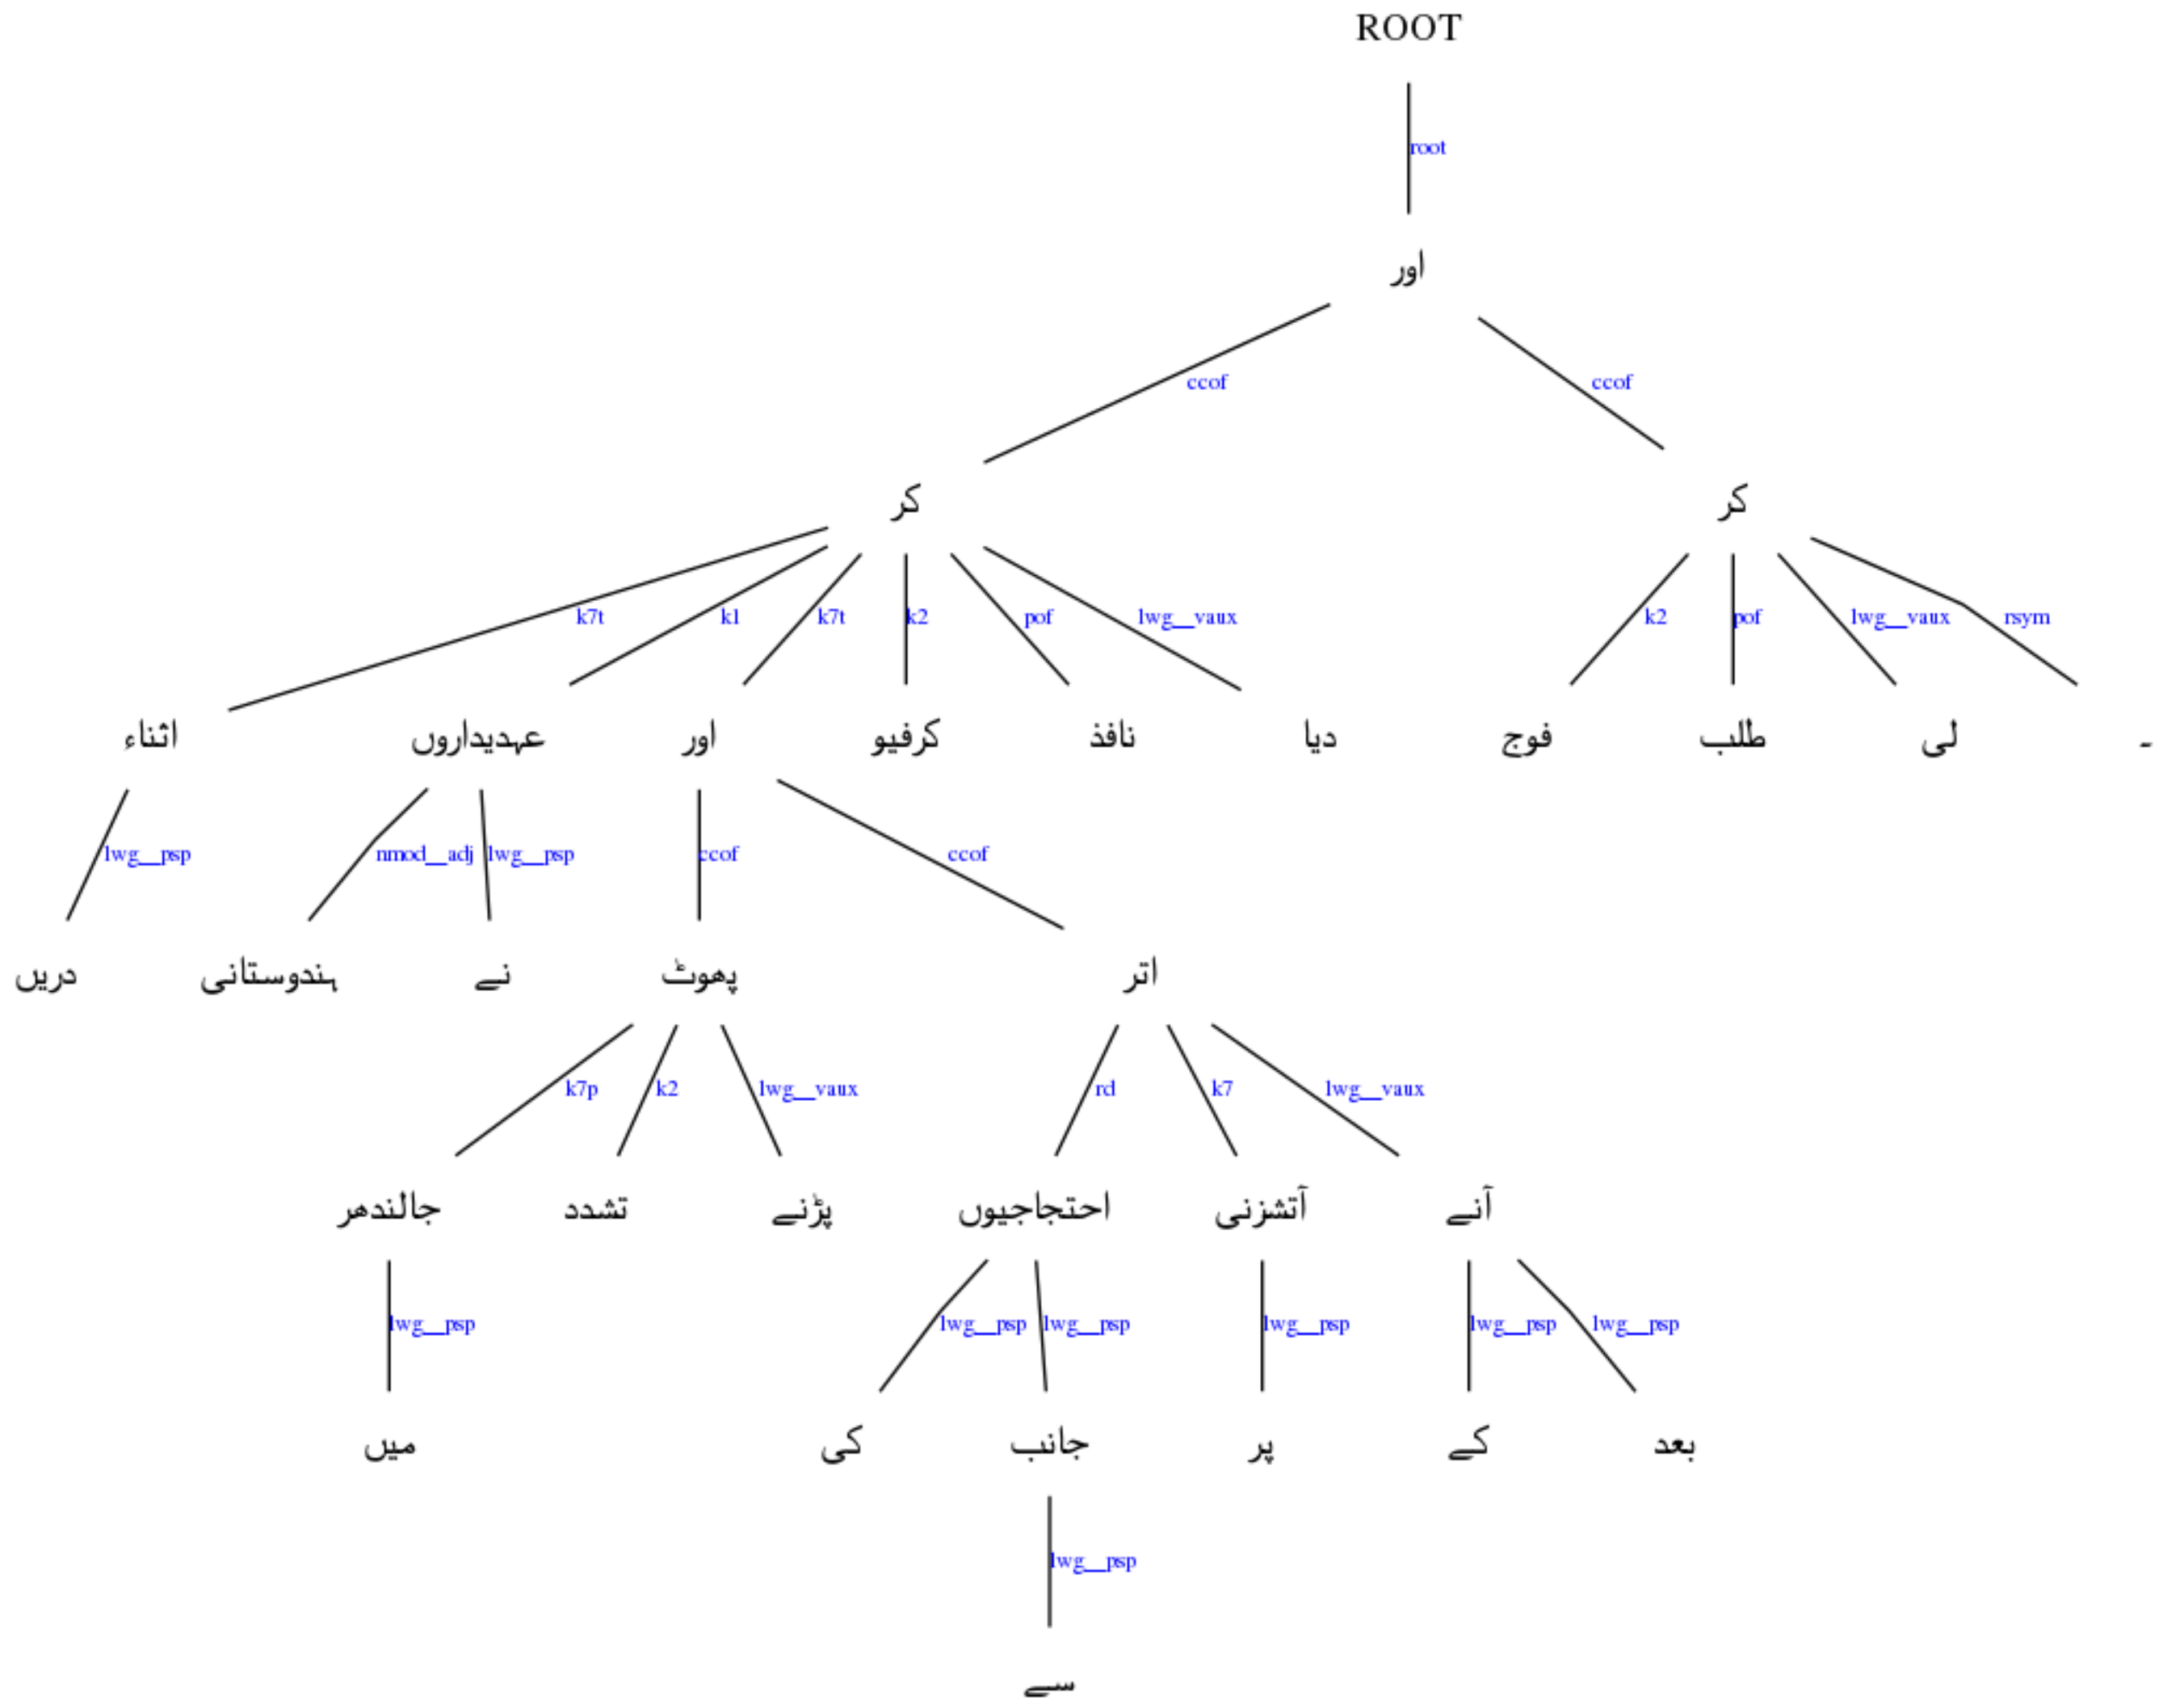 ROOT
root
اور
ccof ccof
کر کر
k7t k1 k7t k2 pof lwg__vaux k2 pof lwg__vaux rsym
اثناء عہدیداروں اور کرفیو نافذ دیا فوج طلب لی ۔
lwg__psp nmod__adj lwg__psp ccof ccof
دریں ہندوستانی نے پھوٹ اتر
k7p k2 lwg__vaux rd k7 lwg__vaux
جالندھر تشدد پڑنے احتجاجیوں آتشزنی آنے
lwg__psp lwg__psp lwg__psp lwg__psp lwg__psp lwg__psp
میں کی جانب پر کے بعد
lwg__psp
سے